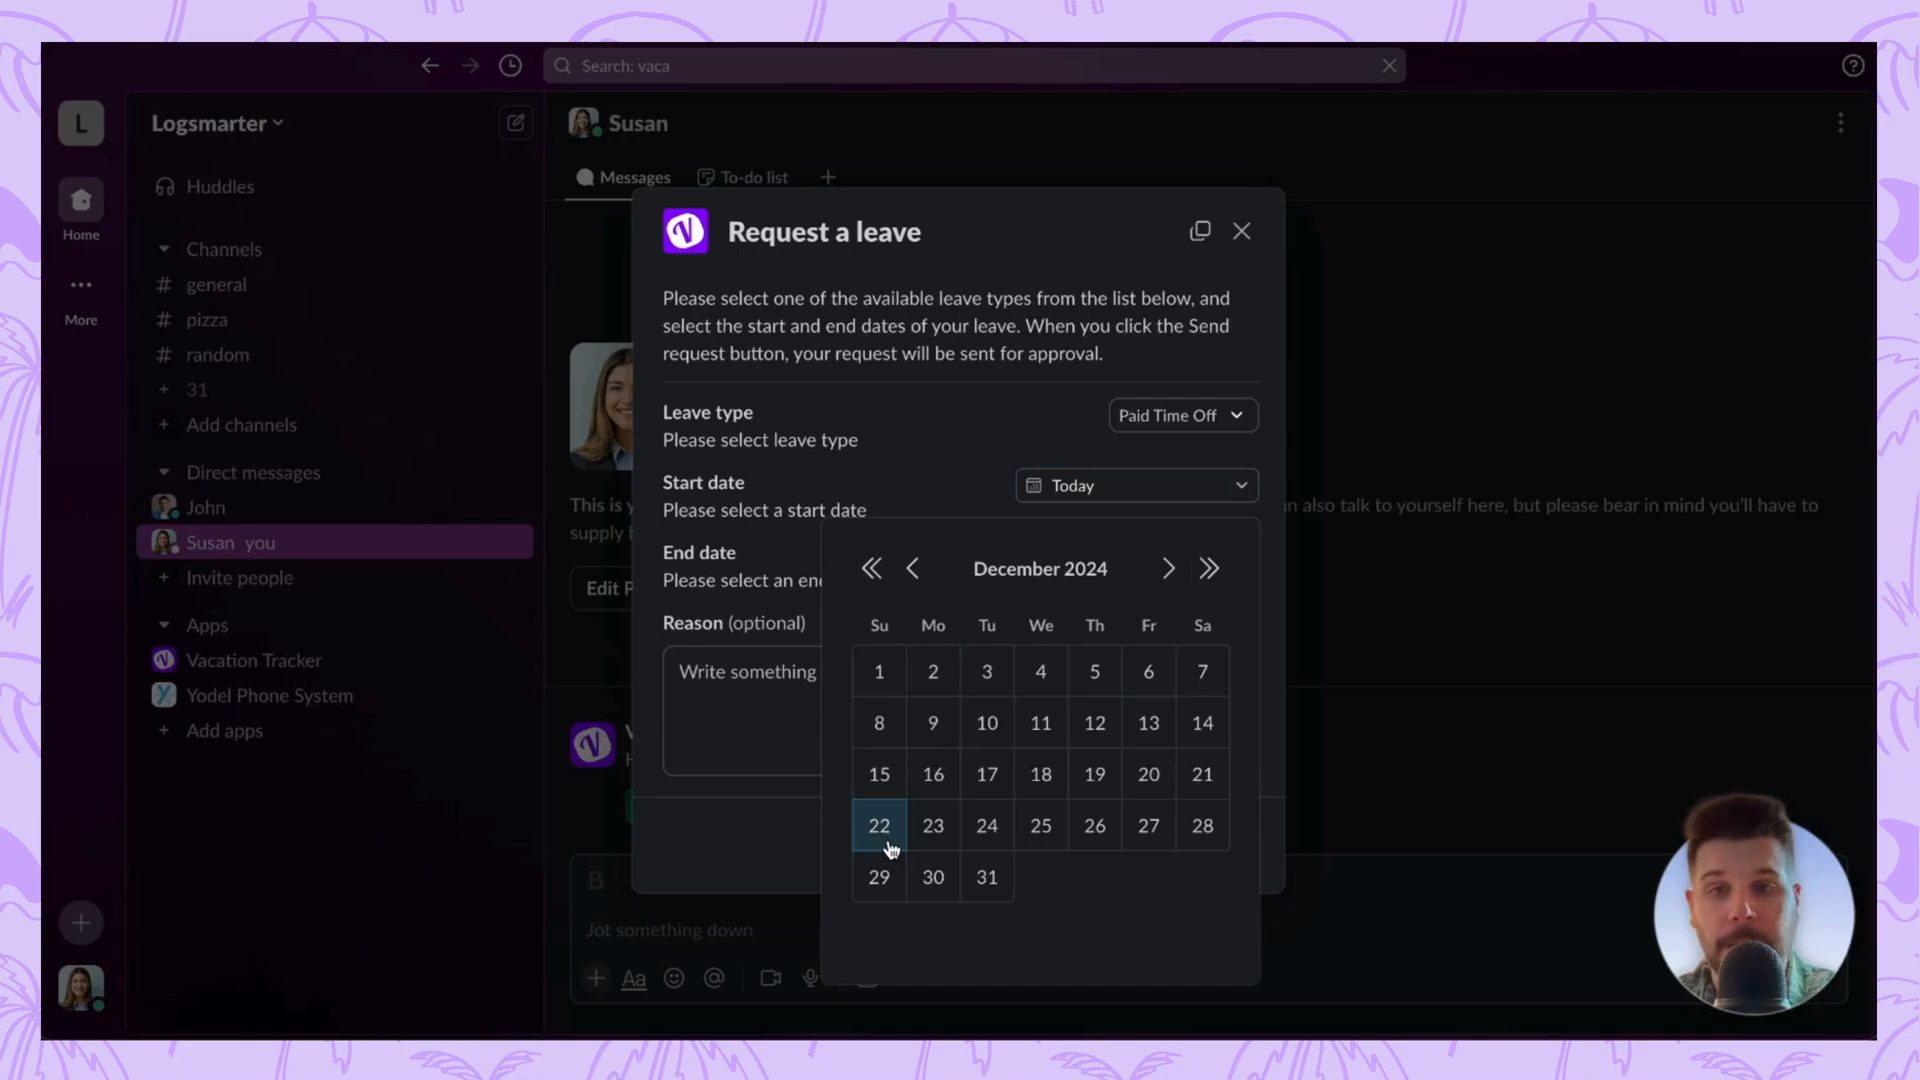 Search: vaca
L
Logsmarter
Susan
Huddles
Messages
To-do list
Home
Channels
# general
More
# pizza
# random
+ 31
+ Add channels
Direct messages
John
Susan you
+ Invite people
Apps
Vacation Tracker
Yodel Phone System
+ Add apps
Request a leave
Please select one of the available leave types from the list below, and
select the start and end dates of your leave. When you click the Send
request button, your request will be sent for approval.
Leave type
Paid Time Off
Please select leave type
Start date
Today
Please select a start date
This is
n also talk to yourself here, but please bear in mind you'll have to
supply
End date
Please select an en
Edit P
Reason (optional)
Write something
December 2024
Su Mo Tu We Th Fr Sa
1 2 3 4 5 6 7
8 9 10 11 12 13 14
15 16 17 18 19 20 21
22 23 24 25 26 27 28
29 30 31
B
Jot something down
Aa